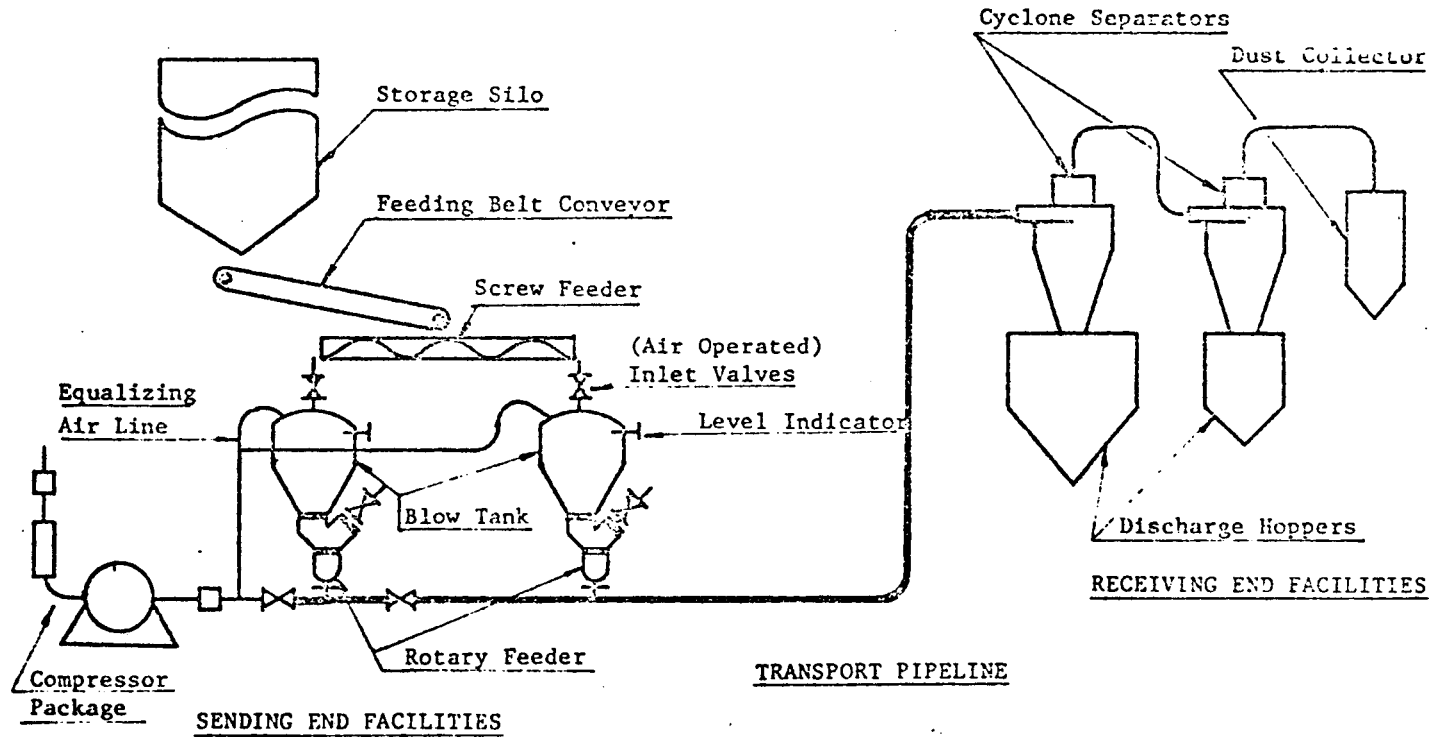 Cyclone Separators
Dust Collector
Storage Silo
Feeding Belt Conveyor
Screw Feeder
(Air Operated)
Inlet Valves
Equalizing
Air Line
Level Indicator
Blow Tank
Discharge Hoppers
RECEIVING END FACILITIES
Rotary Feeder
TRANSPORT PIPELINE
Compressor
Package
SENDING END FACILITIES